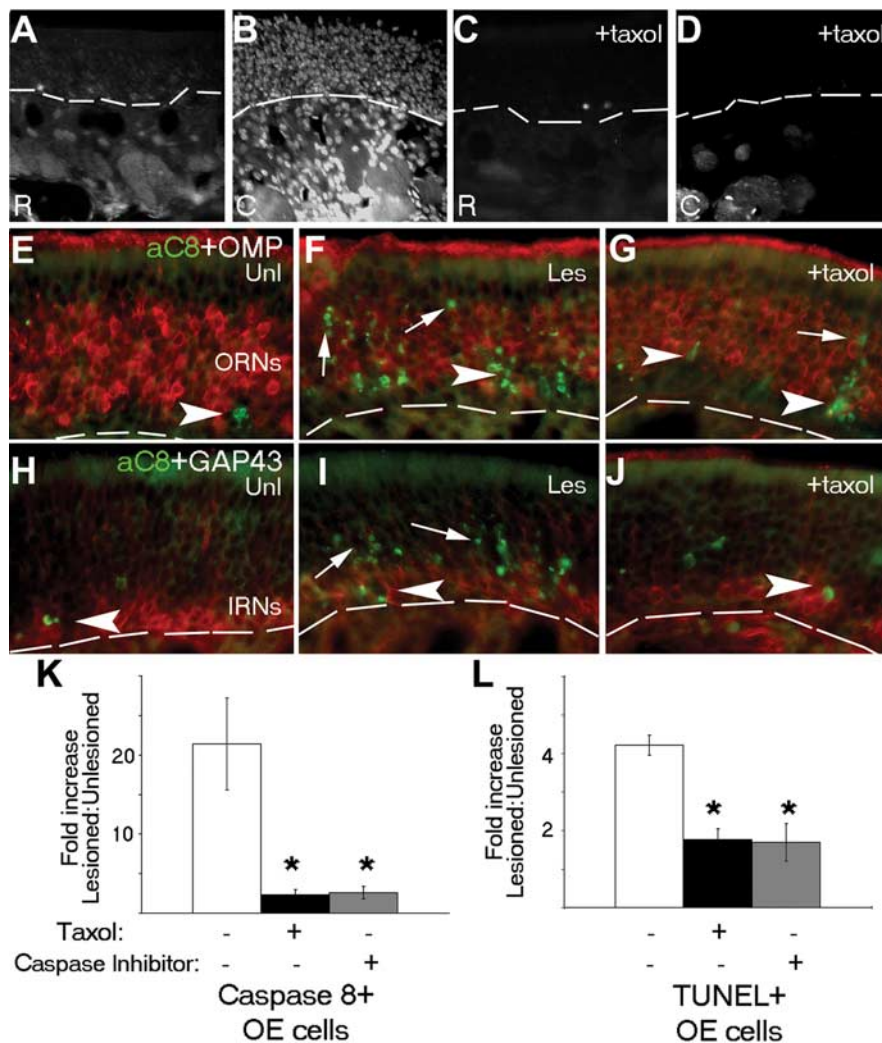 A
B
C +taxol
D +taxol
R
C
R
C
E aC8+OMP
Unl
ORNs
F Les
G +taxol
H aC8+GAP43
Unl
IRNs
I Les
J +taxol
K
Fold increase
Lesioned:Unlesioned
20
10
* *
Taxol: - + -
Caspase Inhibitor: - - +
Caspase 8+
OE cells
L
Fold increase
Lesioned:Unlesioned
4
2
* *
- + -
- - +
TUNEL+
OE cells